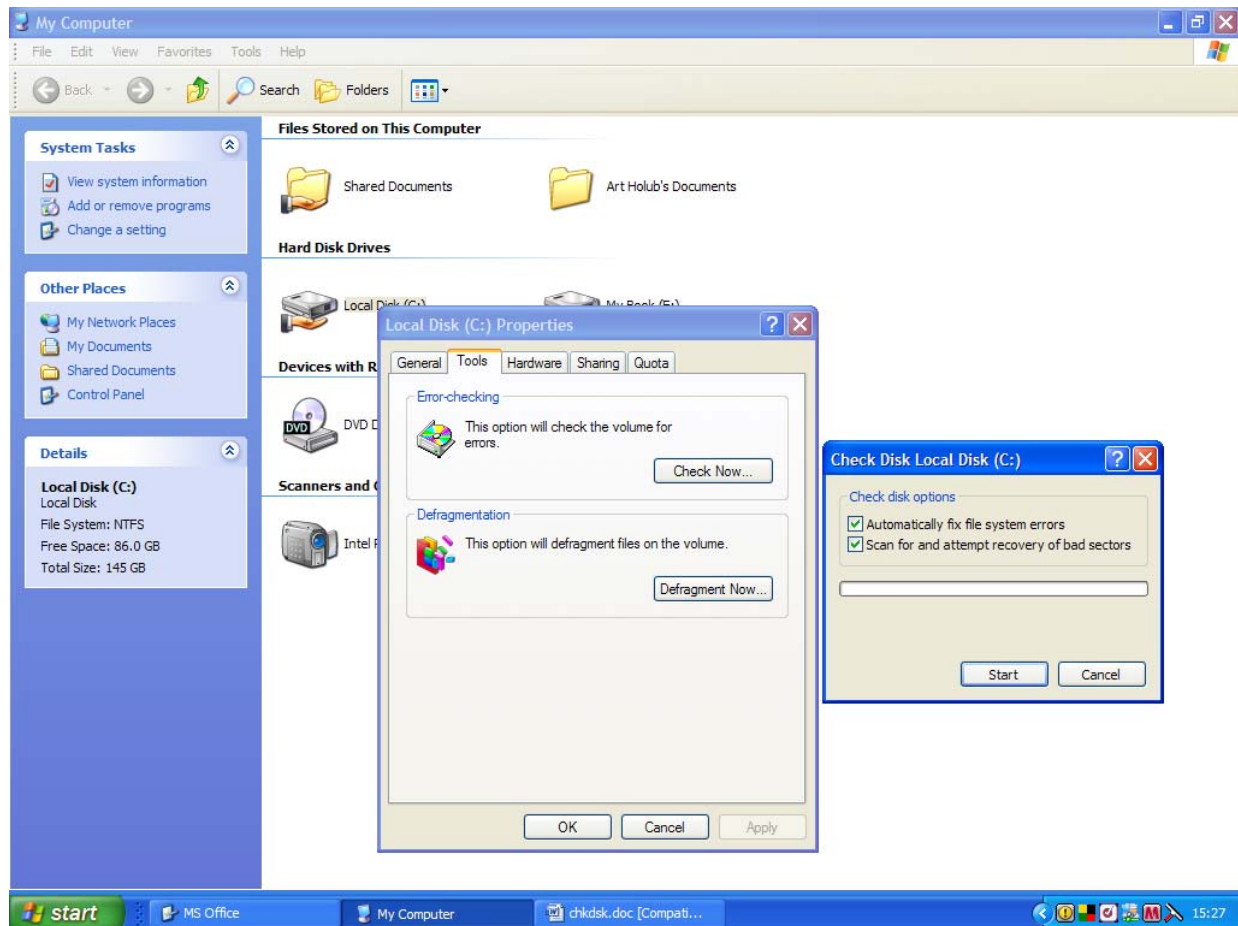 My Computer
File Edit View Favorites Tools Help
Back Search Folders
System Tasks
View system information
Add or remove programs
Change a setting
Other Places
My Network Places
My Documents
Shared Documents
Control Panel
Details
Local Disk (C:)
Local Disk
File System: NTFS
Free Space: 86.0 GB
Total Size: 145 GB
Files Stored on This Computer
Shared Documents
Art Holub's Documents
Hard Disk Drives
Local Disk (C:)
My Book (F:)
Devices with R
DVD
DVD D
Scanners and
Intel
Local Disk (C:) Properties
General Tools Hardware Sharing Quota
Error-checking
This option will check the volume for
errors.
Check Now...
Defragmentation
This option will defragment files on the volume.
Defragment Now...
OK Cancel Apply
Check Disk Local Disk (C:)
Check disk options
Automatically fix file system errors
Scan for and attempt recovery of bad sectors
Start Cancel
start MS Office My Computer chkdsk.doc [Compati... 15:27